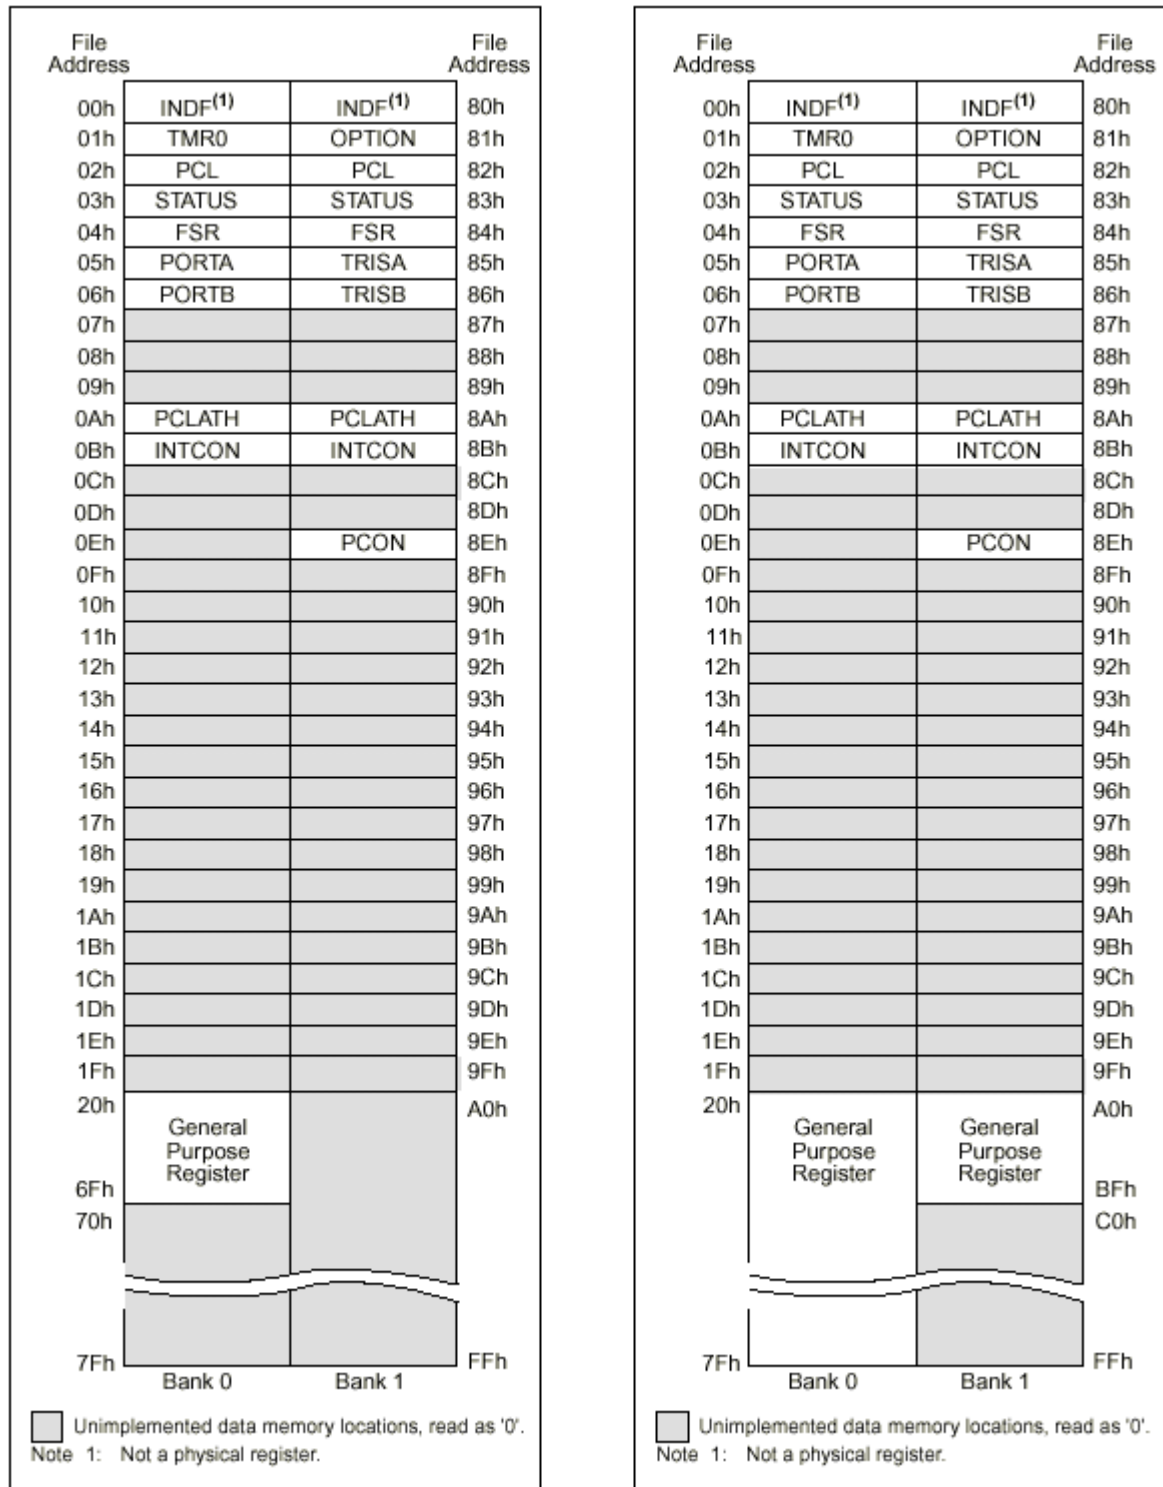 File Address File Address
00h INDF(1) INDF(1) 80h
01h TMR0 OPTION 81h
02h PCL PCL 82h
03h STATUS STATUS 83h
04h FSR FSR 84h
05h PORTA TRISA 85h
06h PORTB TRISB 86h
07h 87h
08h 88h
09h 89h
0Ah PCLATH PCLATH 8Ah
0Bh INTCON INTCON 8Bh
0Ch 8Ch
0Dh 8Dh
0Eh PCON 8Eh
0Fh 8Fh
10h 90h
11h 91h
12h 92h
13h 93h
14h 94h
15h 95h
16h 96h
17h 97h
18h 98h
19h 99h
1Ah 9Ah
1Bh 9Bh
1Ch 9Ch
1Dh 9Dh
1Eh 9Eh
1Fh 9Fh
20h A0h
General
Purpose
Register
6Fh
70h
7Fh FFh
Bank 0 Bank 1
Unimplemented data memory locations, read as '0'.
Note 1: Not a physical register.
File Address File Address
00h INDF(1) INDF(1) 80h
01h TMR0 OPTION 81h
02h PCL PCL 82h
03h STATUS STATUS 83h
04h FSR FSR 84h
05h PORTA TRISA 85h
06h PORTB TRISB 86h
07h 87h
08h 88h
09h 89h
0Ah PCLATH PCLATH 8Ah
0Bh INTCON INTCON 8Bh
0Ch 8Ch
0Dh 8Dh
0Eh PCON 8Eh
0Fh 8Fh
10h 90h
11h 91h
12h 92h
13h 93h
14h 94h
15h 95h
16h 96h
17h 97h
18h 98h
19h 99h
1Ah 9Ah
1Bh 9Bh
1Ch 9Ch
1Dh 9Dh
1Eh 9Eh
1Fh 9Fh
20h A0h
General General
Purpose Purpose
Register Register
BFh
C0h
7Fh FFh
Bank 0 Bank 1
Unimplemented data memory locations, read as '0'.
Note 1: Not a physical register.